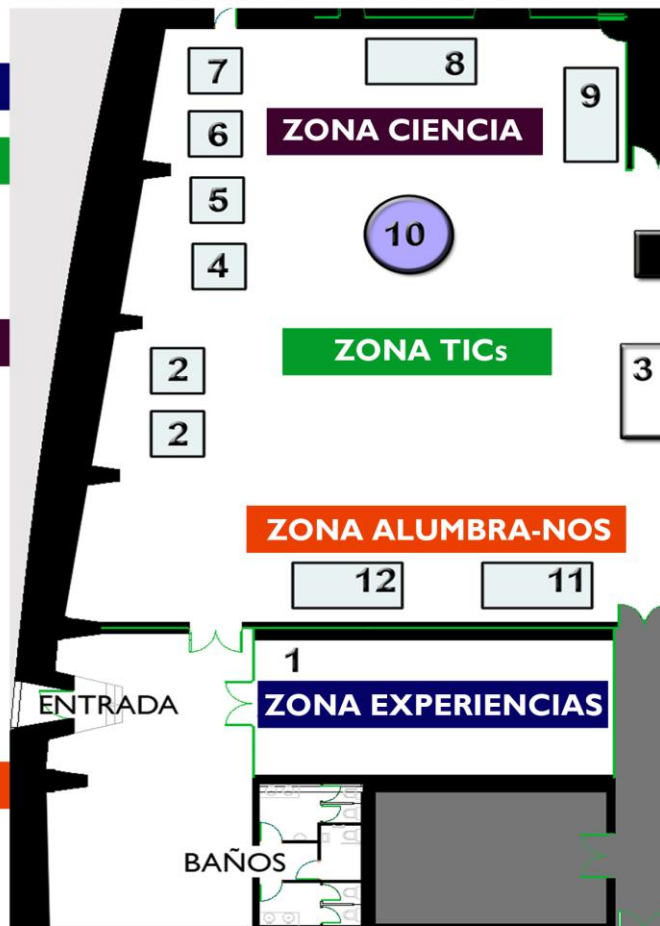 7
8
9
6
ZONA CIENCIA
5
10
4
ZONA TICs
2
3
2
ZONA ALUMBRA-NOS
12
11
1
ENTRADA
ZONA EXPERIENCIAS
BAÑOS